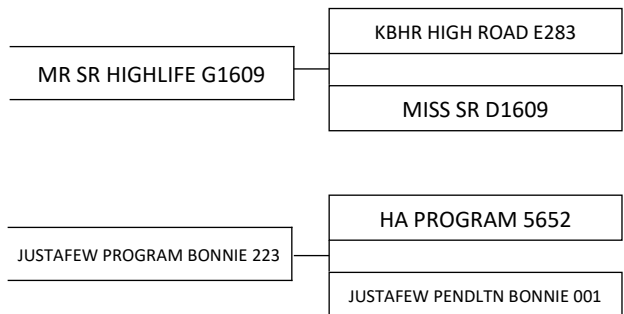 KBHR HIGH ROAD E283
MR SR HIGHLIFE G1609
MISS SR D1609
HA PROGRAM 5652
JUSTAFEW PROGRAM BONNIE 223
JUSTAFEW PENDLTN BONNIE 001